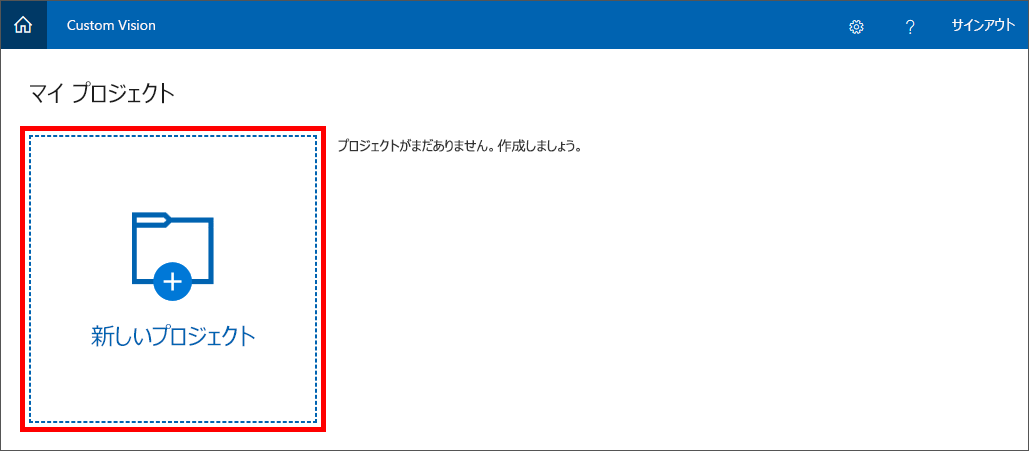 Custom Vision
?
サインアウト
マイ プロジェクト
プロジェクトがまだありません。作成しましょう。
新しいプロジェクト